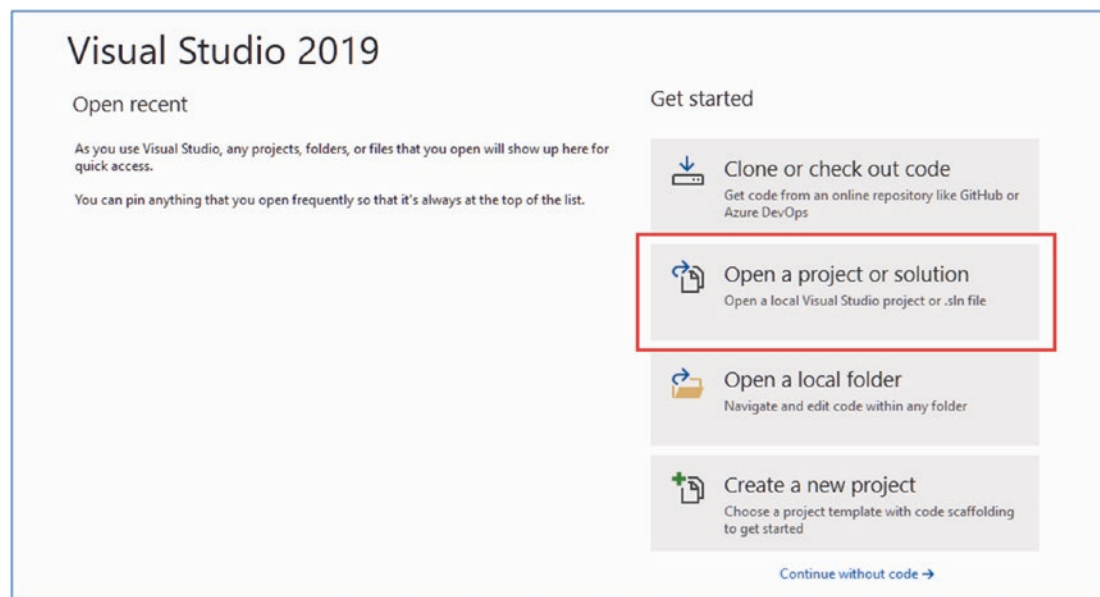 Visual Studio 2019
Open recent
As you use Visual Studio, any projects, folders, or files that you open will show up here for
quick access.
You can pin anything that you open frequently so that it's always at the top of the list.
Get started
Clone or check out code
Get code from an online repository like GitHub or
Azure DevOps
Open a project or solution
Open a local Visual Studio project or .sln file
Open a local folder
Navigate and edit code within any folder
Create a new project
Choose a project template with code scaffolding
to get started
Continue without code →